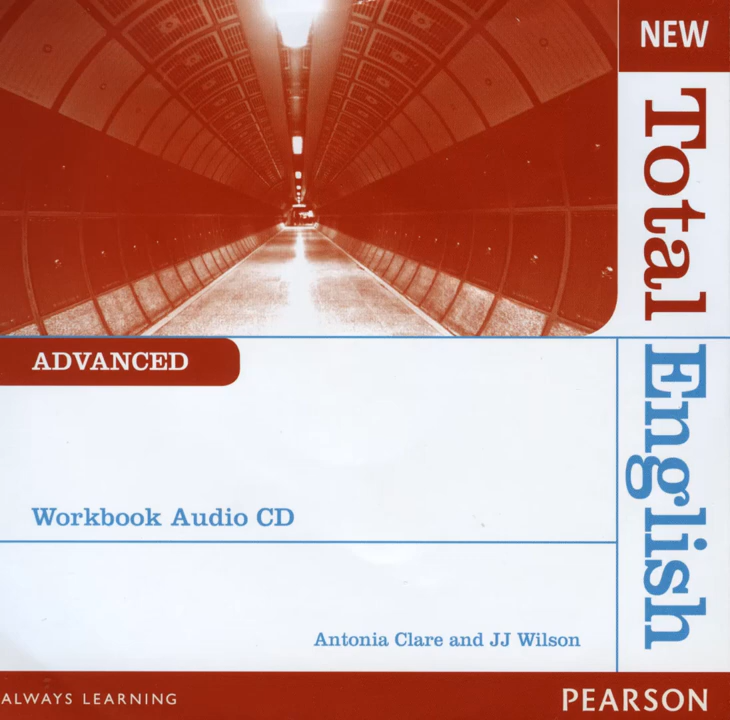 NEW
Total English
ADVANCED
Workbook Audio CD
Antonia Clare and JJ Wilson
ALWAYS LEARNING
PEARSON